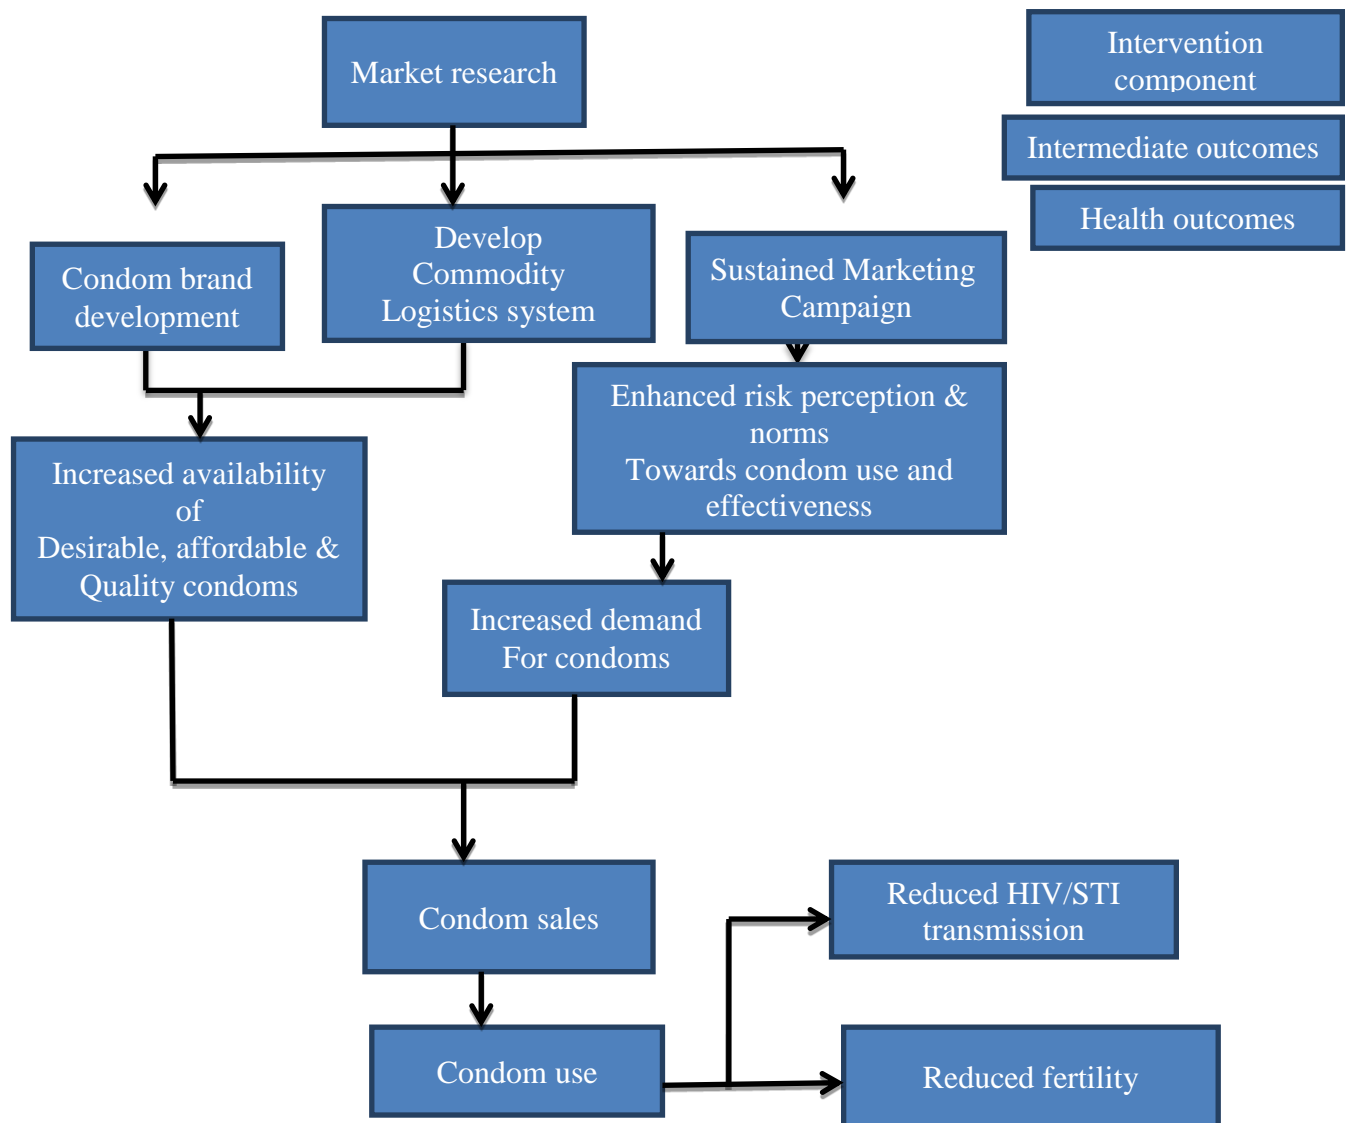 Market research
Intervention
component
Intermediate outcomes
Health outcomes
Condom brand
development
Develop
Commodity
Logistics system
Sustained Marketing
Campaign
Enhanced risk perception &
norms
Towards condom use and
effectiveness
Increased availability
of
Desirable, affordable &
Quality condoms
Increased demand
For condoms
Condom sales
Reduced HIV/STI
transmission
Condom use
Reduced fertility